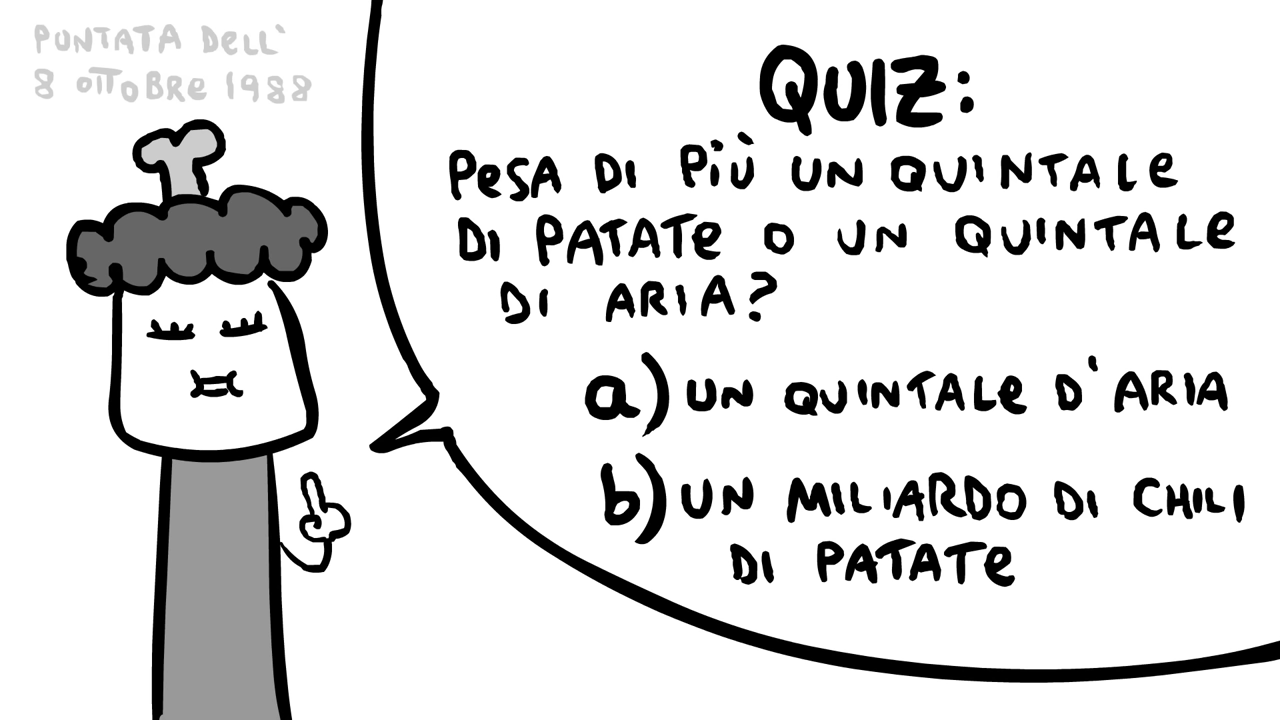 PUNTATA DELL'
8 OTTOBRE 1988
QUIZ:
PESA DI PIÙ UN QUINTALE
DI PATATE O UN QUINTALE
DI ARIA?
a) UN QUINTALE D'ARIA
b) UN MILIARDO DI CHILI
DI PATATE